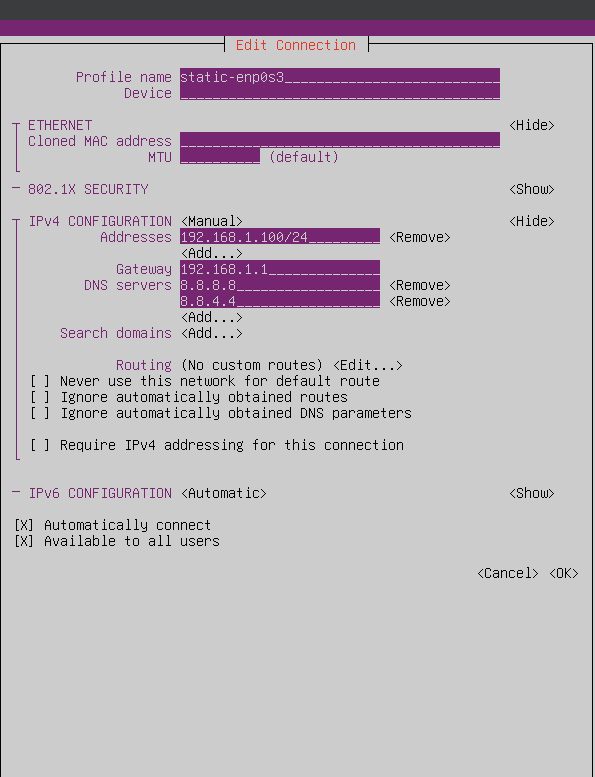 Edit Connection
Profile name static-enp0s3
Device
ETHERNET <Hide>
Cloned MAC address
MTU (default)
802.1X SECURITY <Show>
IPv4 CONFIGURATION <Manual> <Hide>
Addresses 192.168.1.100/24 <Remove>
<Add...>
Gateway 192.168.1.1
DNS servers 8.8.8.8 <Remove>
8.8.4.4 <Remove>
<Add...>
Search domains <Add...>
Routing (No custom routes) <Edit...>
[ ] Never use this network for default route
[ ] Ignore automatically obtained routes
[ ] Ignore automatically obtained DNS parameters
[ ] Require IPv4 addressing for this connection
IPv6 CONFIGURATION <Automatic> <Show>
[X] Automatically connect
[X] Available to all users
<Cancel> <OK>